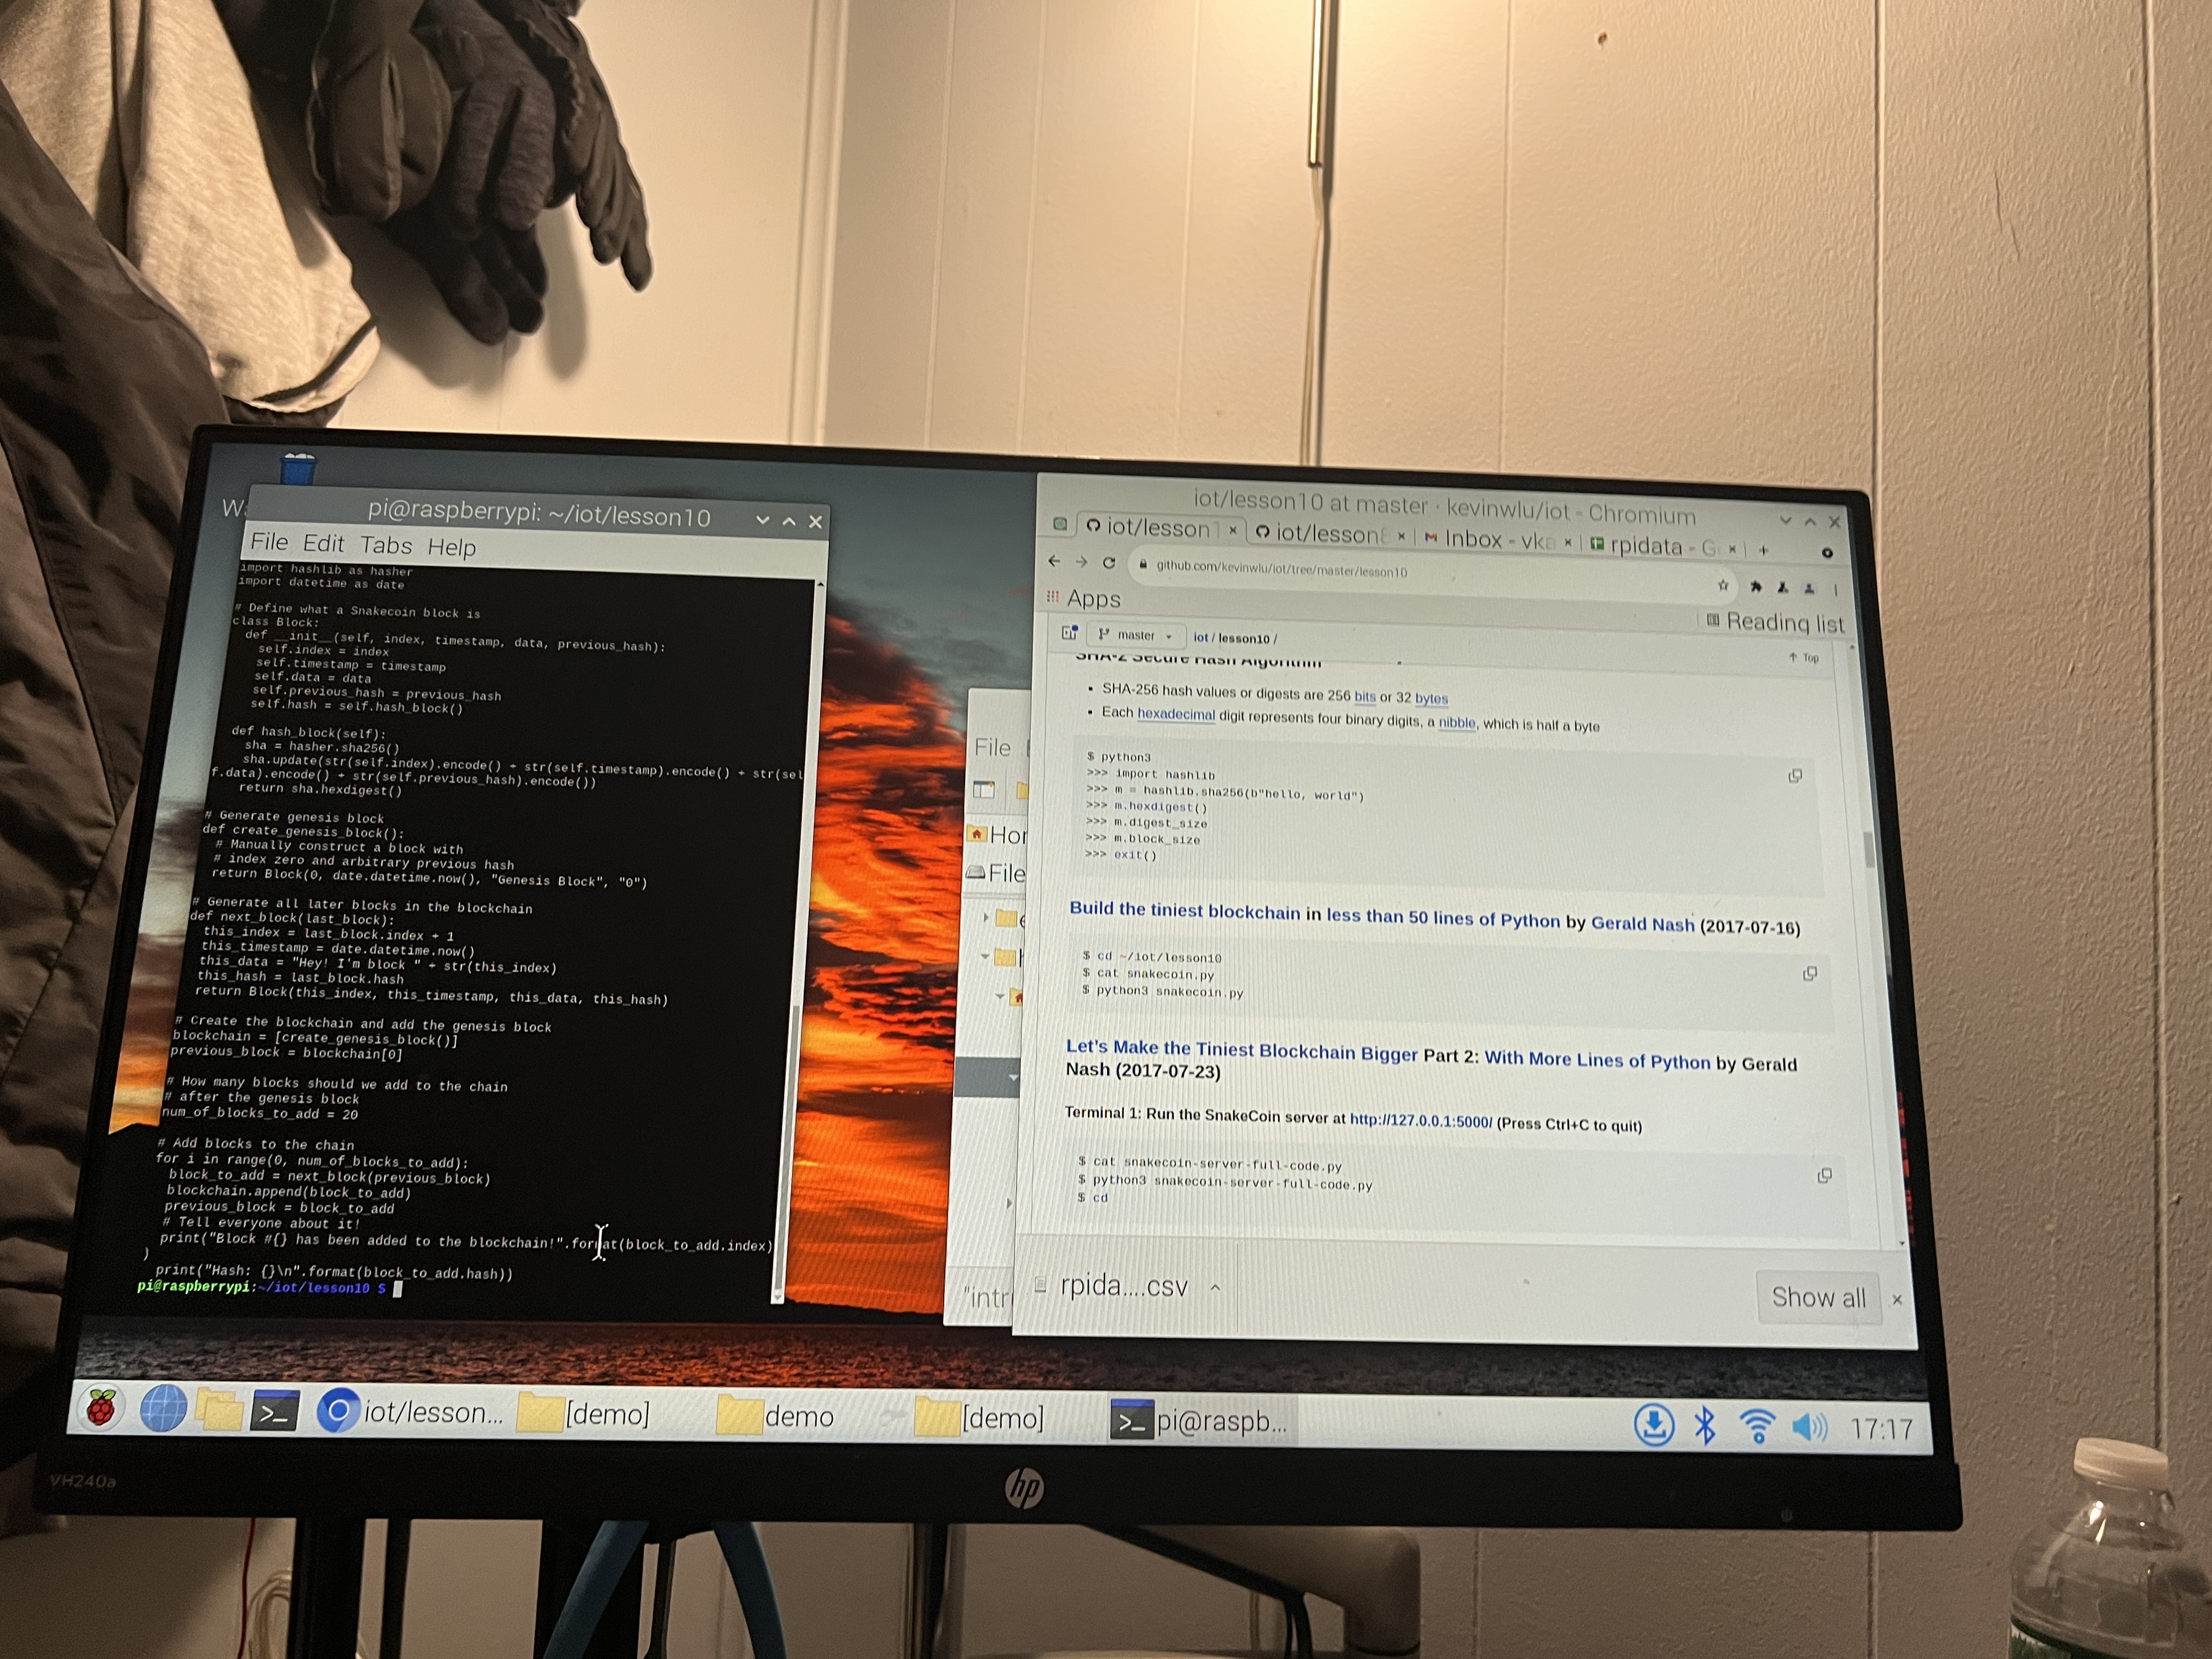 W
pi@raspberrypi: ~/iot/lesson10
File Edit Tabs Help
import hashlib as hasher
import datetime as date
# Define what a Snakecoin block is
class Block:
def __init__(self, index, timestamp, data, previous_hash):
self.index = index
self.timestamp = timestamp
self.data = data
self.previous_hash = previous_hash
self.hash = self.hash_block()
def hash_block(self):
sha = hasher.sha256()
sha.update(str(self.index).encode() + str(self.timestamp).encode() + str(sel
f.data).encode() + str(self.previous_hash).encode())
return sha.hexdigest()
# Generate genesis block
def create_genesis_block():
# Manually construct a block with
# index zero and arbitrary previous hash
return Block(0, date.datetime.now(), "Genesis Block", "0")
# Generate all later blocks in the blockchain
def next_block(last_block):
this_index = last_block.index + 1
this_timestamp = date.datetime.now()
this_data = "Hey! I'm block " + str(this_index)
this_hash = last_block.hash
return Block(this_index, this_timestamp, this_data, this_hash)
# Create the blockchain and add the genesis block
blockchain = [create_genesis_block()]
previous_block = blockchain[0]
# How many blocks should we add to the chain
# after the genesis block
num_of_blocks_to_add = 20
# Add blocks to the chain
for i in range(0, num_of_blocks_to_add):
block_to_add = next_block(previous_block)
blockchain.append(block_to_add)
previous_block = block_to_add
# Tell everyone about it!
print("Block #{} has been added to the blockchain!".format(block_to_add.index)
)
print("Hash: {}\n".format(block_to_add.hash))
pi@raspberrypi:~/iot/lesson10 $
File
Hor
File
"intr
iot/lesson10 at master · kevinwlu/iot - Chromium
iot/lesson1 × iot/lesson8 × Inbox - vka × rpidata - G × +
github.com/kevinwlu/iot/tree/master/lesson10
Apps
Reading list
master iot / lesson10 /
↑ Top
SHA-2 Secure Hash Algorithm
• SHA-256 hash values or digests are 256 bits or 32 bytes
• Each hexadecimal digit represents four binary digits, a nibble, which is half a byte
$ python3
>>> import hashlib
>>> m = hashlib.sha256(b"hello, world")
>>> m.hexdigest()
>>> m.digest_size
>>> m.block_size
>>> exit()
Build the tiniest blockchain in less than 50 lines of Python by Gerald Nash (2017-07-16)
$ cd ~/iot/lesson10
$ cat snakecoin.py
$ python3 snakecoin.py
Let's Make the Tiniest Blockchain Bigger Part 2: With More Lines of Python by Gerald
Nash (2017-07-23)
Terminal 1: Run the SnakeCoin server at http://127.0.0.1:5000/ (Press Ctrl+C to quit)
$ cat snakecoin-server-full-code.py
$ python3 snakecoin-server-full-code.py
$ cd
rpida....csv
Show all ×
iot/lesson... [demo] demo [demo] pi@raspb... 17:17
VH240a
hp